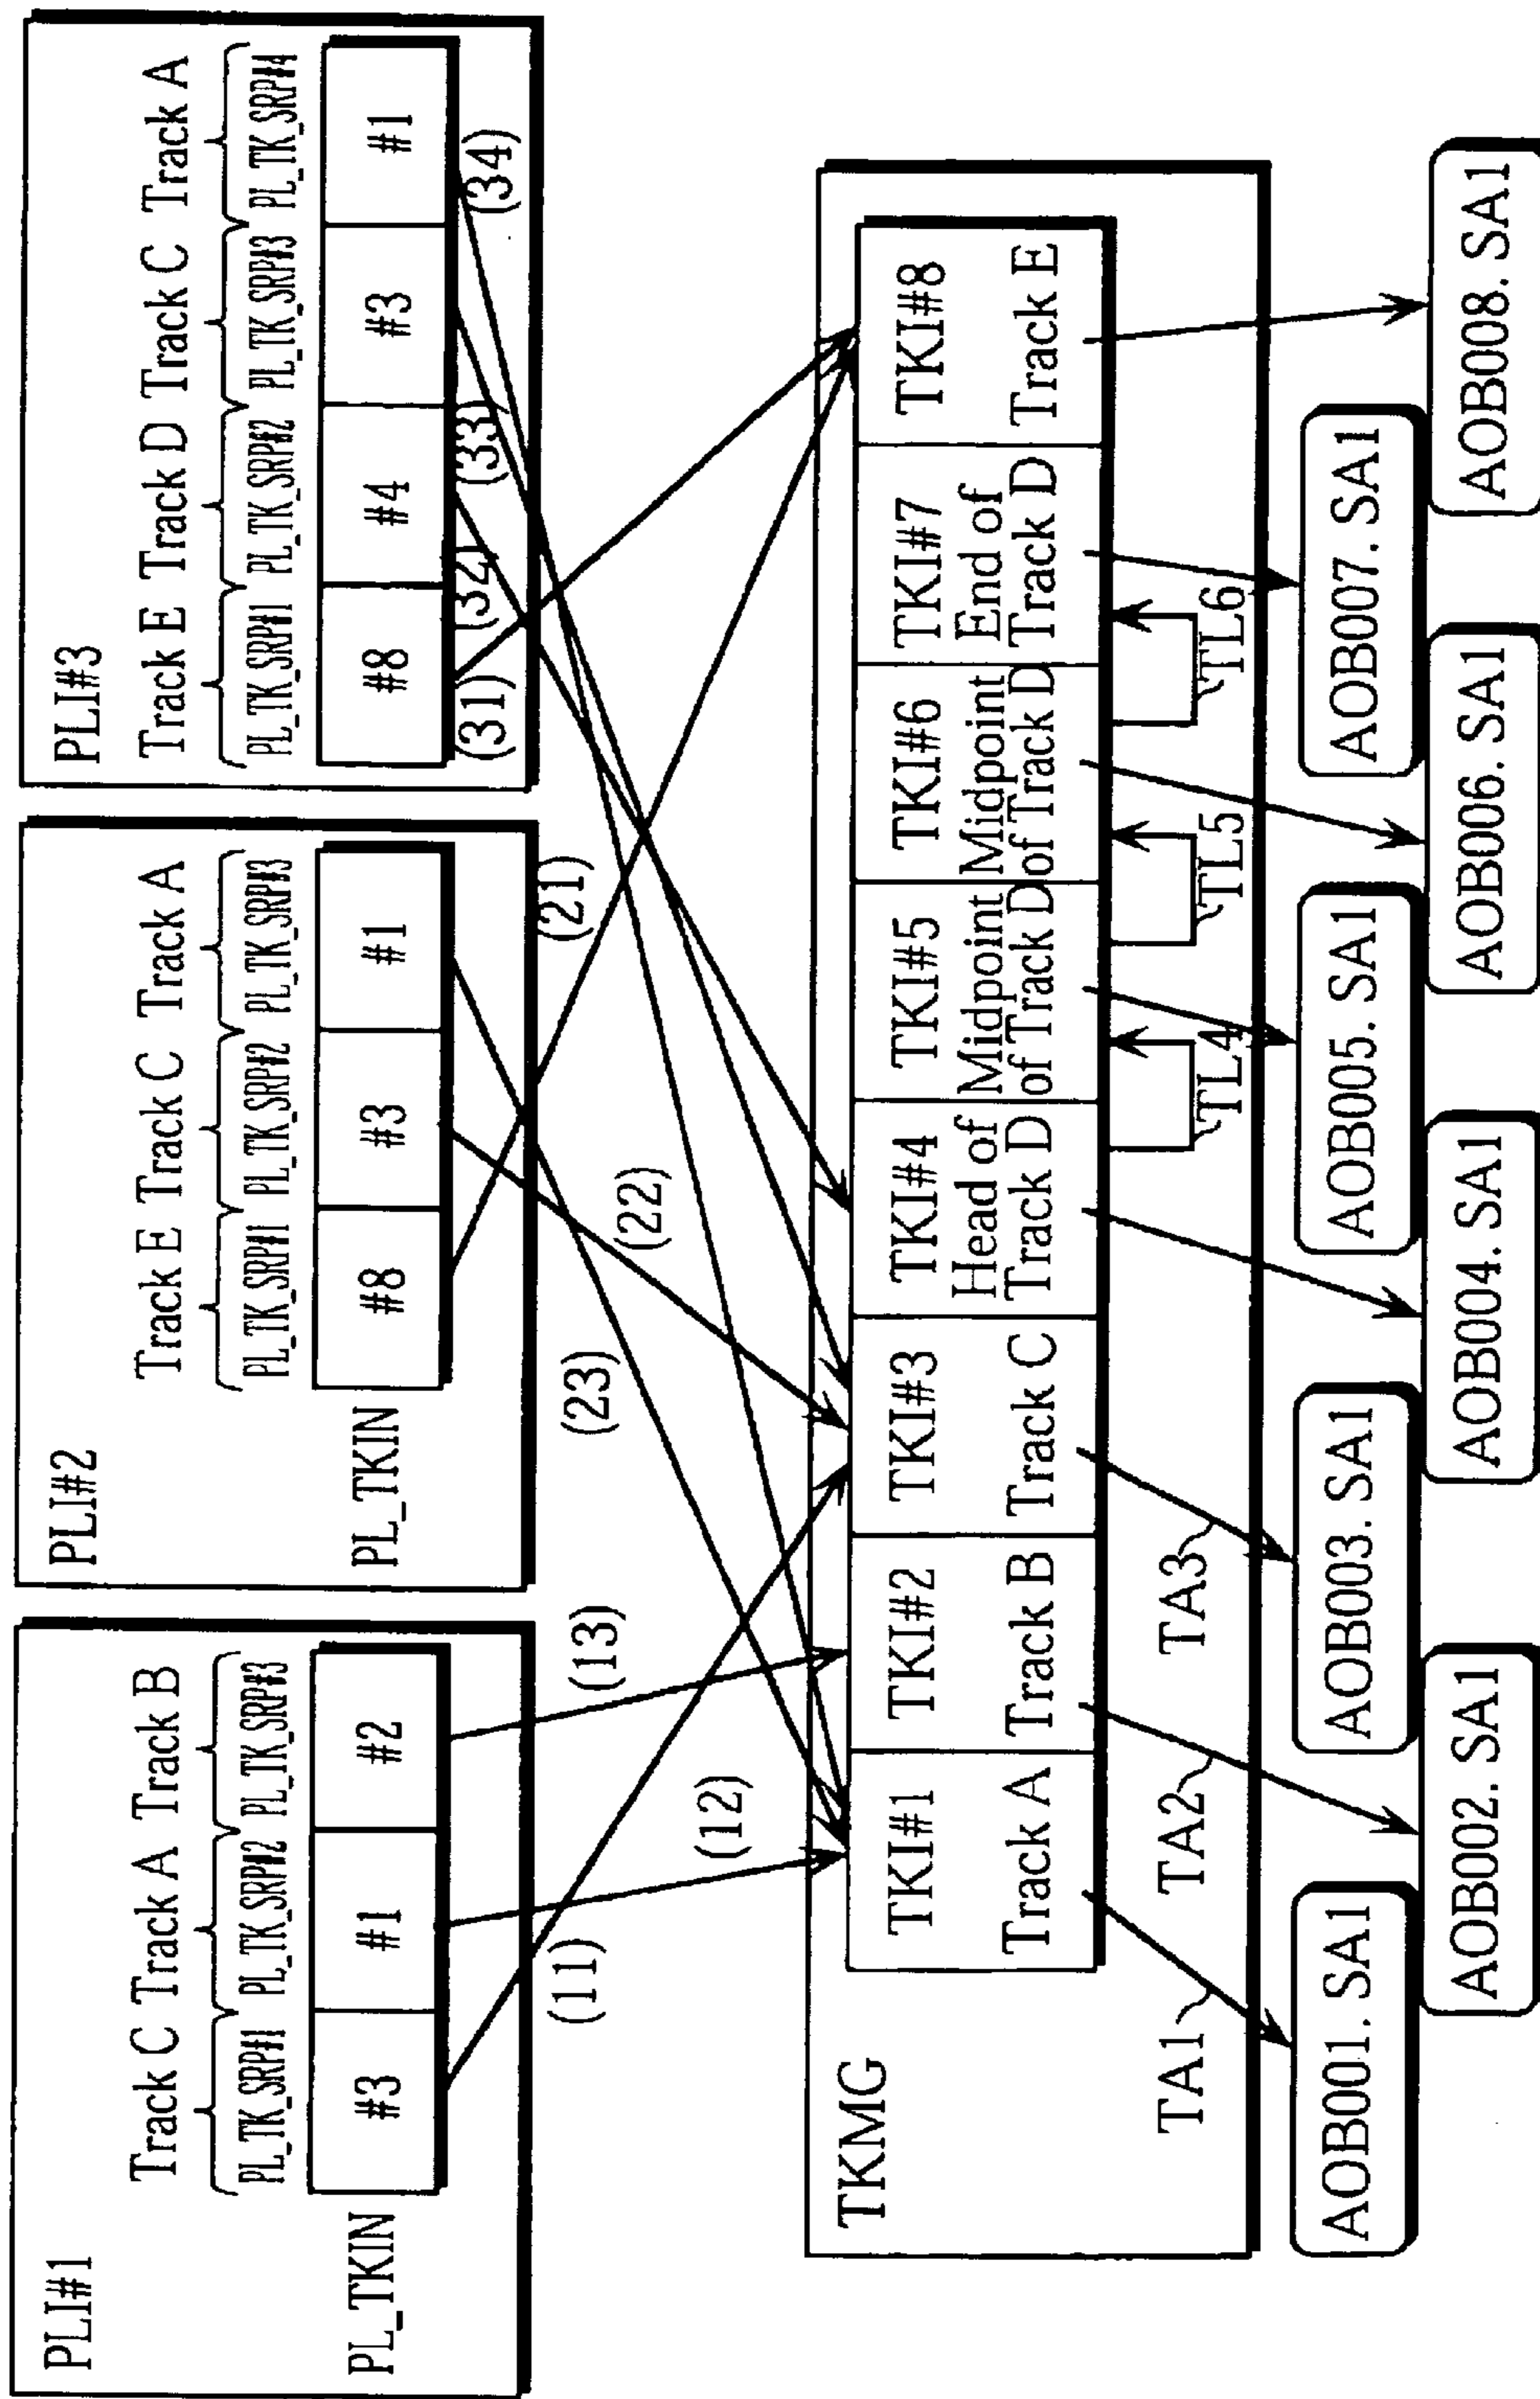 PLI#1
Track C Track A Track B
PL_TK_SRP#1 PL_TK_SRP#2 PL_TK_SRP#3
PL_TKIN
#3 #1 #2
(11)
(12)
(13)
PLI#2
Track E Track C Track A
PL_TK_SRP#1 PL_TK_SRP#2 PL_TK_SRP#3
PL_TKIN
#8 #3 #1
(23)
(22)
(21)
PLI#3
Track E Track D Track C Track A
PL_TK_SRP#1 PL_TK_SRP#2 PL_TK_SRP#3 PL_TK_SRP#4
#8 #4 #3 #1
(31) (32) (33) (34)
TKMG
TKI#1
Track A
TKI#2
Track B
TKI#3
Track C
TKI#4
Head of
Track D
TKI#5
Midpoint
of Track D
TKI#6
Midpoint
of Track D
TKI#7
End of
Track D
TKI#8
Track E
TA1
TA2
TA3
TL4
TL5
TL6
AOB001. SA1
AOB002. SA1
AOB003. SA1
AOB004. SA1
AOB005. SA1
AOB006. SA1
AOB007. SA1
AOB008. SA1